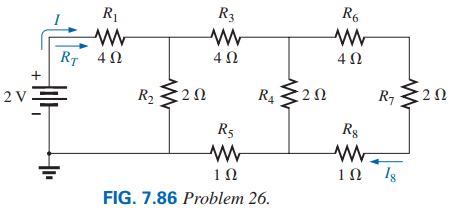 I R₁ R₃ R₆
R_T 4 Ω 4 Ω 4 Ω
+
2 V R₂ 2 Ω R₄ 2 Ω R₇ 2 Ω
–
R₅ R₈
1 Ω 1 Ω I₈
FIG. 7.86 Problem 26.